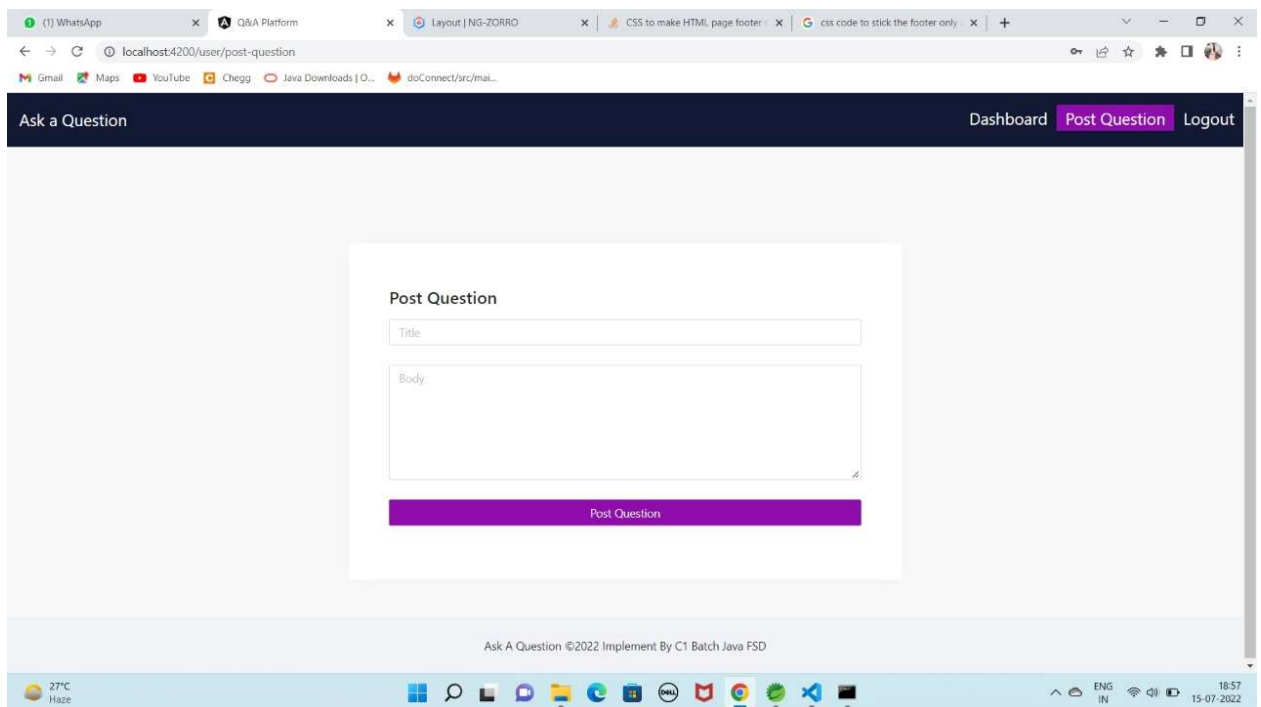 (1) WhatsApp
Q&A Platform
Layout | NG-ZORRO
CSS to make HTML page footer
css code to stick the footer only
localhost:4200/user/post-question
Gmail
Maps
YouTube
Chegg
Java Downloads | O...
doConnect/src/mai...
Ask a Question
Dashboard
Post Question
Logout
Post Question
Title
Body
Post Question
Ask A Question ©2022 Implement By C1 Batch Java FSD
27°C
Haze
DELL
ENG
IN
18:57
15-07-2022